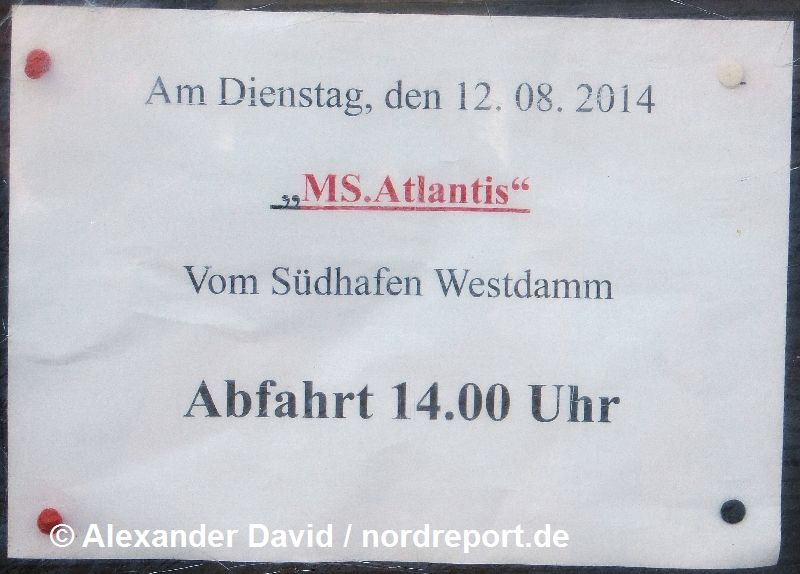 Am Dienstag, den 12. 08. 2014
„MS.Atlantis“
Vom Südhafen Westdamm
Abfahrt 14.00 Uhr
© Alexander David / nordreport.de